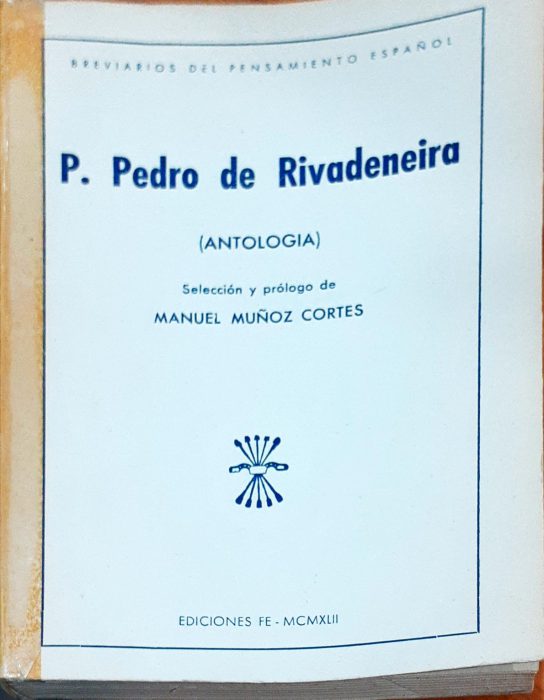 BREVIARIOS DEL PENSAMIENTO ESPAÑOL
P. Pedro de Rivadeneira
(ANTOLOGIA)
Selección y prólogo de
MANUEL MUÑOZ CORTES
EDICIONES FE - MCMXLII